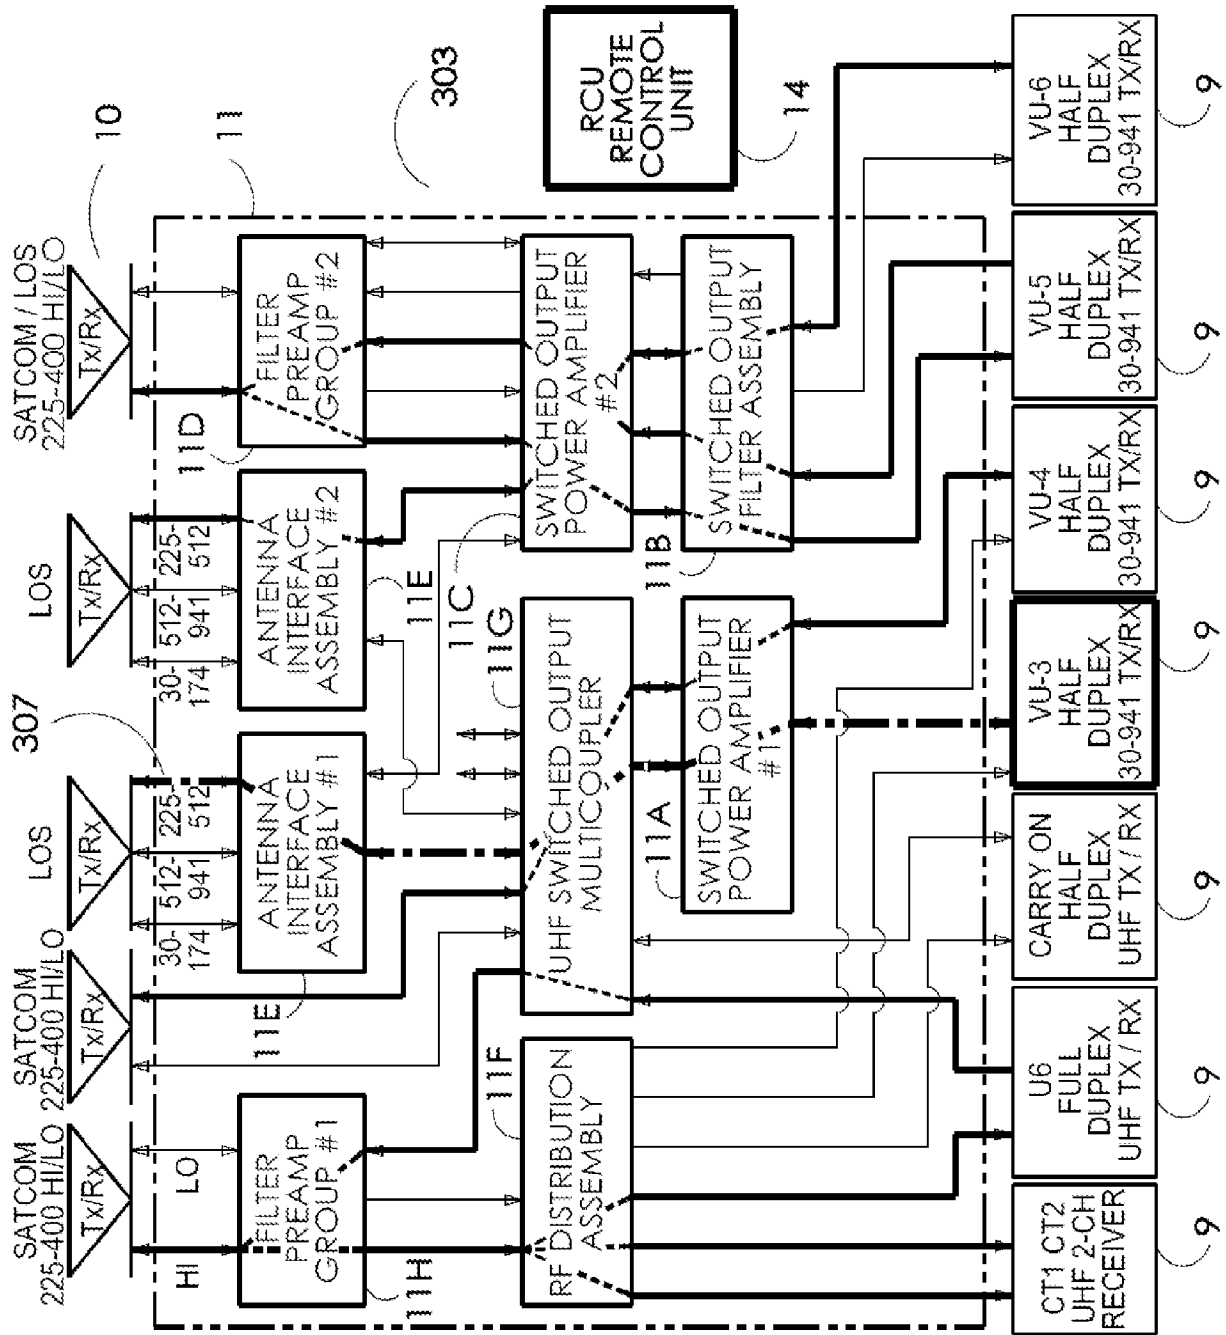 SATCOM
225-400 HI/LO
Tx/Rx
SATCOM
225-400 HI/LO
Tx/Rx
LOS
Tx/Rx
LOS
Tx/Rx
SATCOM / LOS
225-400 HI/LO
Tx/Rx
10
11
303
307
HI
LO
30-
174
512-
941
225-
512
30-
174
512-
941
225-
512
FILTER
PREAMP
GROUP #1
11H
ANTENNA
INTERFACE
ASSEMBLY #1
11E
ANTENNA
INTERFACE
ASSEMBLY #2
11E
FILTER
PREAMP
GROUP #2
11D
RF DISTRIBUTION
ASSEMBLY
11F
UHF SWITCHED OUTPUT
MULTICOUPLER
11G
SWITCHED OUTPUT
POWER AMPLIFIER
#2
11C
SWITCHED OUTPUT
POWER AMPLIFIER
#1
11A
SWITCHED OUTPUT
FILTER ASSEMBLY
11B
RCU
REMOTE
CONTROL
UNIT
14
CT1 CT2
UHF 2-CH
RECEIVER
9
U6
FULL
DUPLEX
UHF TX / RX
9
CARRY ON
HALF
DUPLEX
UHF TX / RX
9
VU-3
HALF
DUPLEX
30-941 TX/RX
9
VU-4
HALF
DUPLEX
30-941 TX/RX
9
VU-5
HALF
DUPLEX
30-941 TX/RX
9
VU-6
HALF
DUPLEX
30-941 TX/RX
9